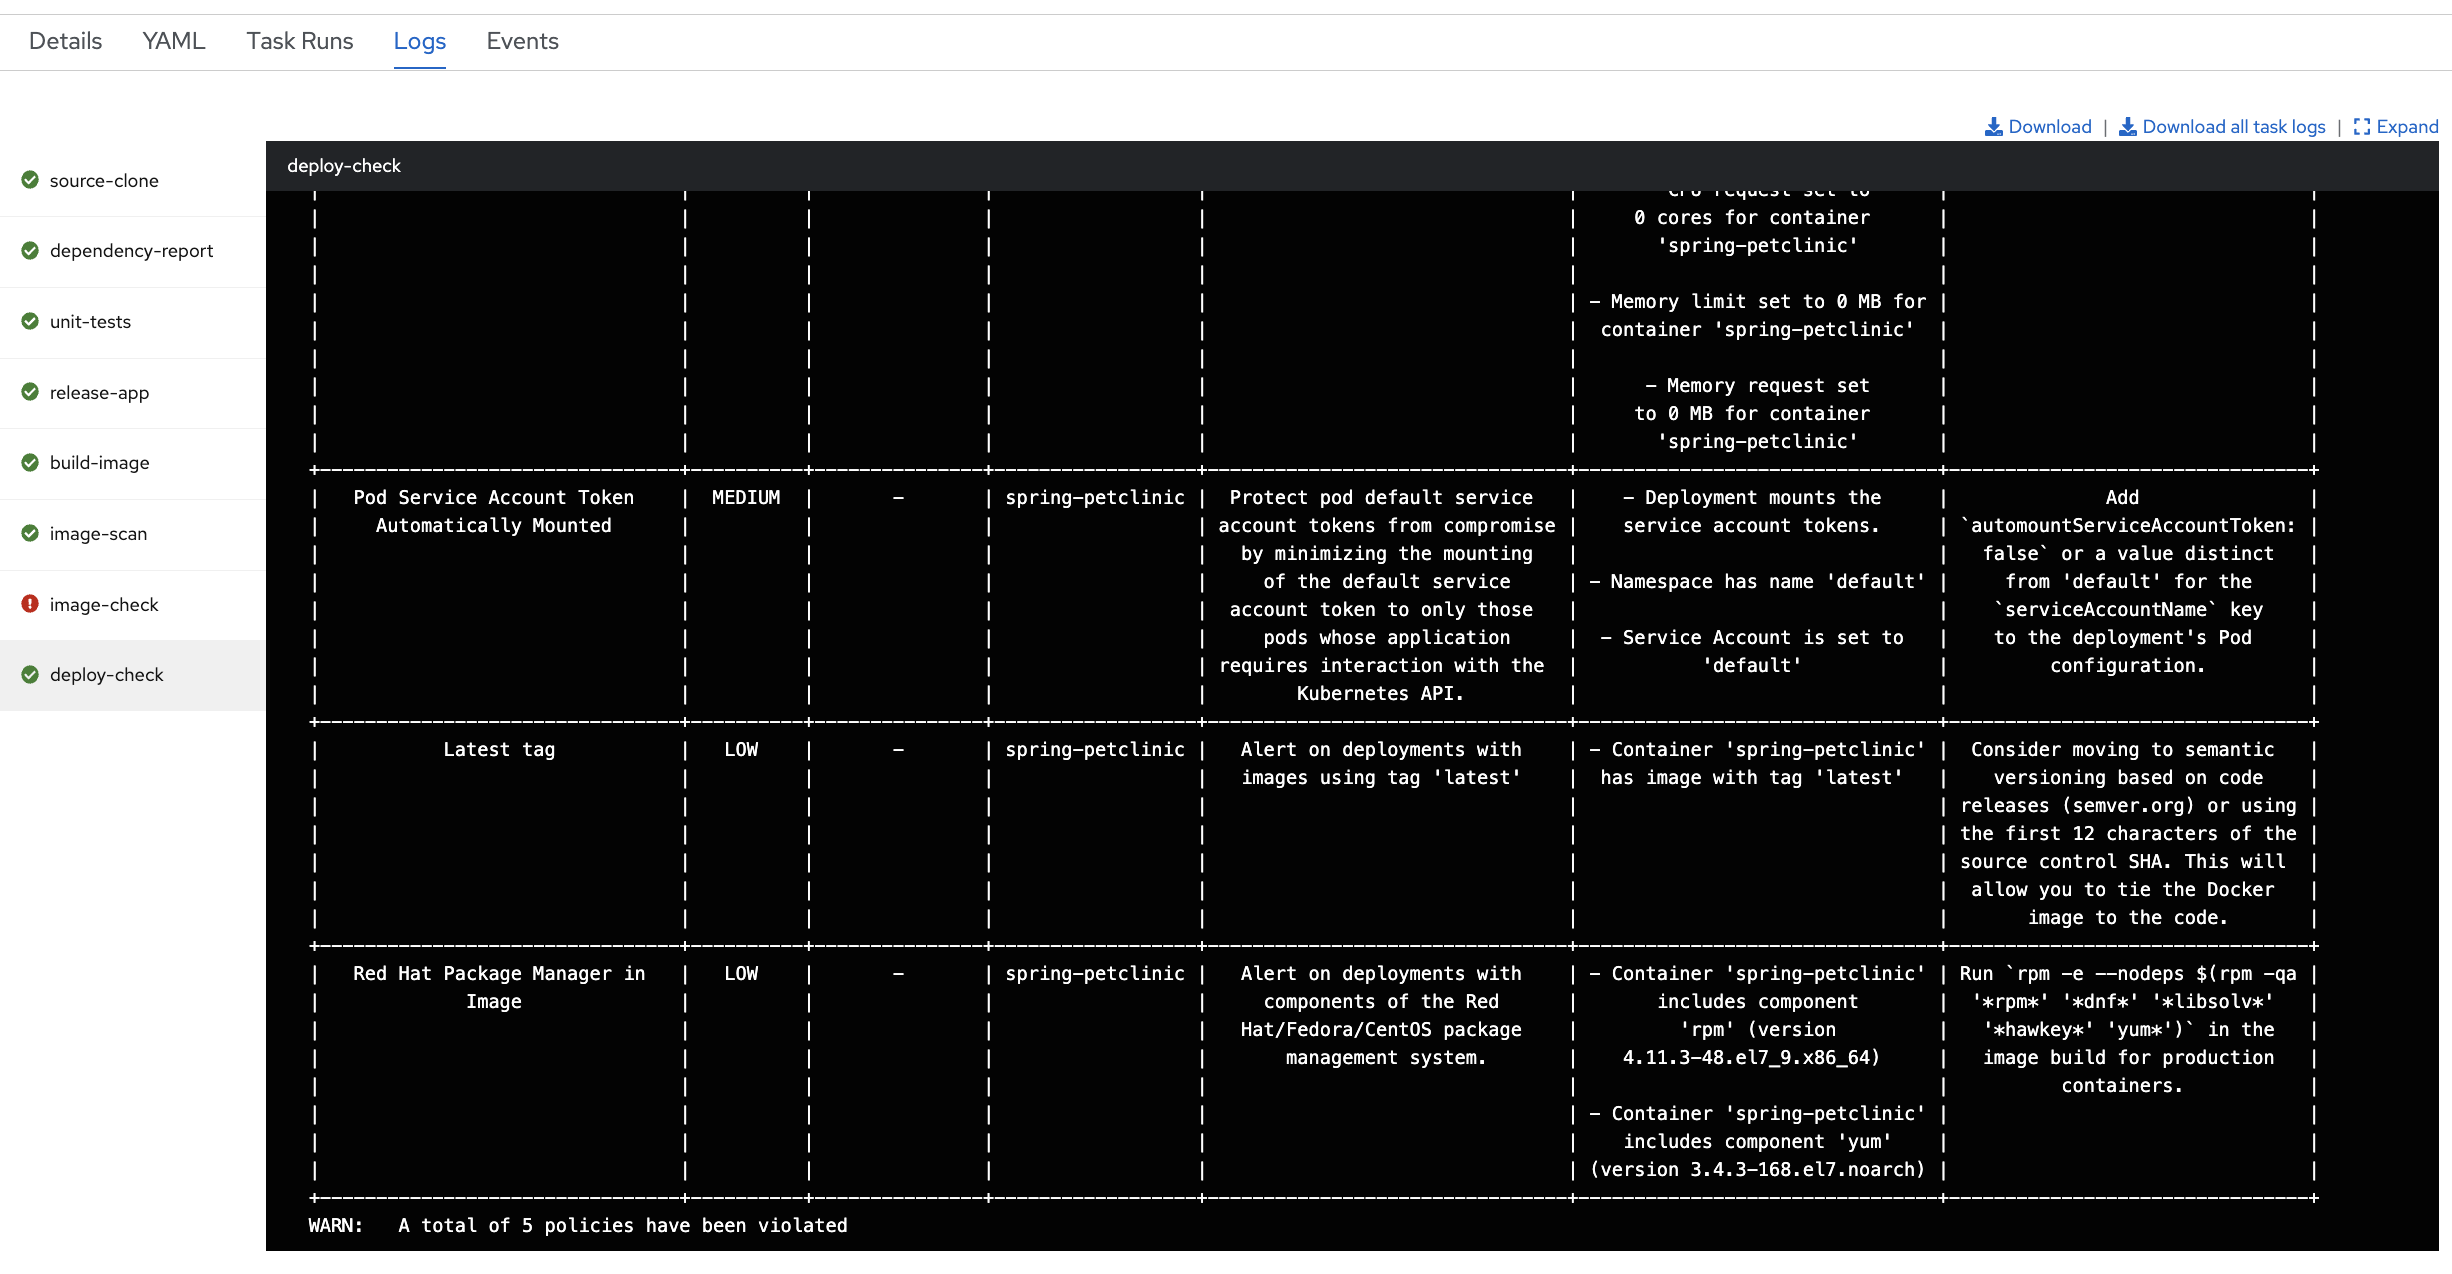 Details YAML Task Runs Logs Events
Download | Download all task logs | Expand
source-clone
dependency-report
unit-tests
release-app
build-image
image-scan
image-check
deploy-check
deploy-check
CPU request set to
0 cores for container
'spring-petclinic'
- Memory limit set to 0 MB for
container 'spring-petclinic'
- Memory request set
to 0 MB for container
'spring-petclinic'
Pod Service Account Token
Automatically Mounted
MEDIUM
-
spring-petclinic
Protect pod default service
account tokens from compromise
by minimizing the mounting
of the default service
account token to only those
pods whose application
requires interaction with the
Kubernetes API.
- Deployment mounts the
service account tokens.
- Namespace has name 'default'
- Service Account is set to
'default'
Add
`automountServiceAccountToken:
false` or a value distinct
from 'default' for the
`serviceAccountName` key
to the deployment's Pod
configuration.
Latest tag
LOW
-
spring-petclinic
Alert on deployments with
images using tag 'latest'
- Container 'spring-petclinic'
has image with tag 'latest'
Consider moving to semantic
versioning based on code
releases (semver.org) or using
the first 12 characters of the
source control SHA. This will
allow you to tie the Docker
image to the code.
Red Hat Package Manager in
Image
LOW
-
spring-petclinic
Alert on deployments with
components of the Red
Hat/Fedora/CentOS package
management system.
- Container 'spring-petclinic'
includes component
'rpm' (version
4.11.3-48.el7_9.x86_64)
- Container 'spring-petclinic'
includes component 'yum'
(version 3.4.3-168.el7.noarch)
Run `rpm -e --nodeps $(rpm -qa
'*rpm*' '*dnf*' '*libsolv*'
'*hawkey*' 'yum*')` in the
image build for production
containers.
WARN: A total of 5 policies have been violated